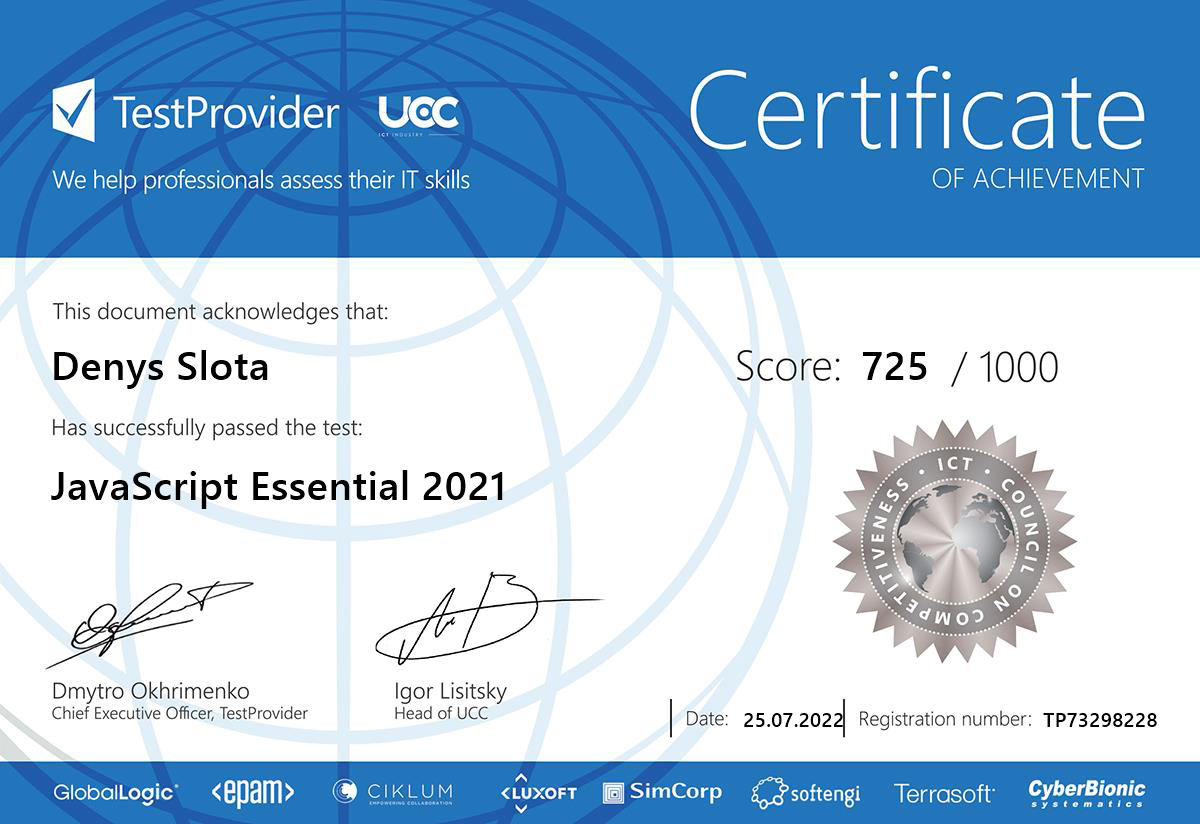 TestProvider
UCC
ICT INDUSTRY
We help professionals assess their IT skills
Certificate
OF ACHIEVEMENT
This document acknowledges that:
Denys Slota
Score: 725 / 1000
Has successfully passed the test:
JavaScript Essential 2021
· ICT · COUNCIL ON COMPETITIVENESS
Dmytro Okhrimenko
Chief Executive Officer, TestProvider
Igor Lisitsky
Head of UCC
Date: 25.07.2022
Registration number: TP73298228
GlobalLogic®
<epam>
CIKLUM
EMPOWERING COLLABORATION
LUXOFT
SimCorp
softengi
Terrasoft
CyberBionic
systematics